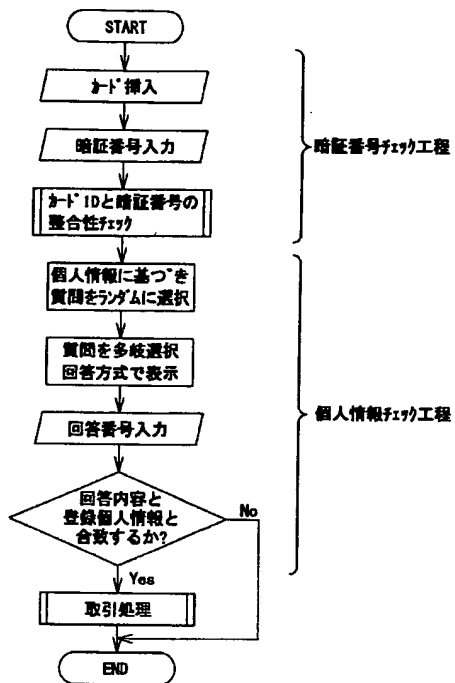 START
カード挿入
暗証番号入力
暗証番号チェック工程
カードIDと暗証番号の
整合性チェック
個人情報に基づき
質問をランダムに選択
質問を多岐選択
回答方式で表示
回答番号入力
個人情報チェック工程
回答内容と
登録個人情報と
合致するか?
No
Yes
取引処理
END